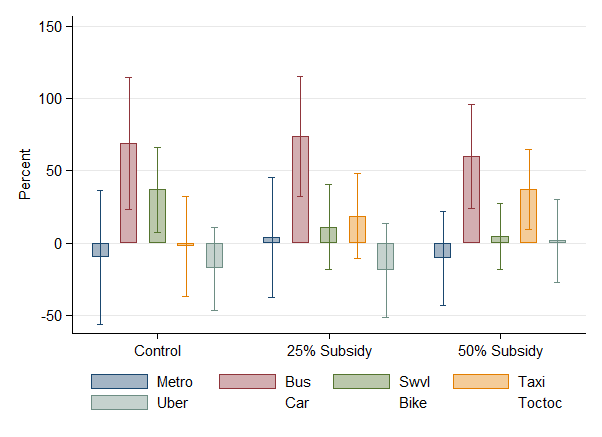 150
100
50
0
-50
Percent
Control 25% Subsidy 50% Subsidy
Metro Bus Swvl Taxi
Uber Car Bike Toctoc